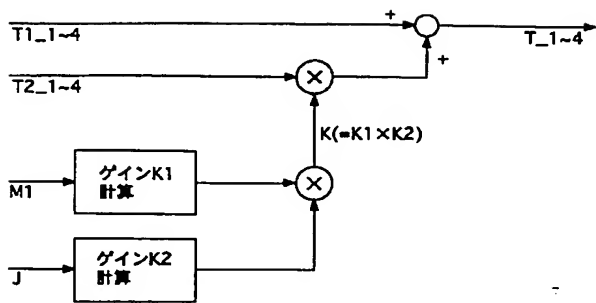 +
T1_1~4
T_1~4
+
T2_1~4
K(=K1×K2)
ゲインK1
計算
M1
ゲインK2
計算
J